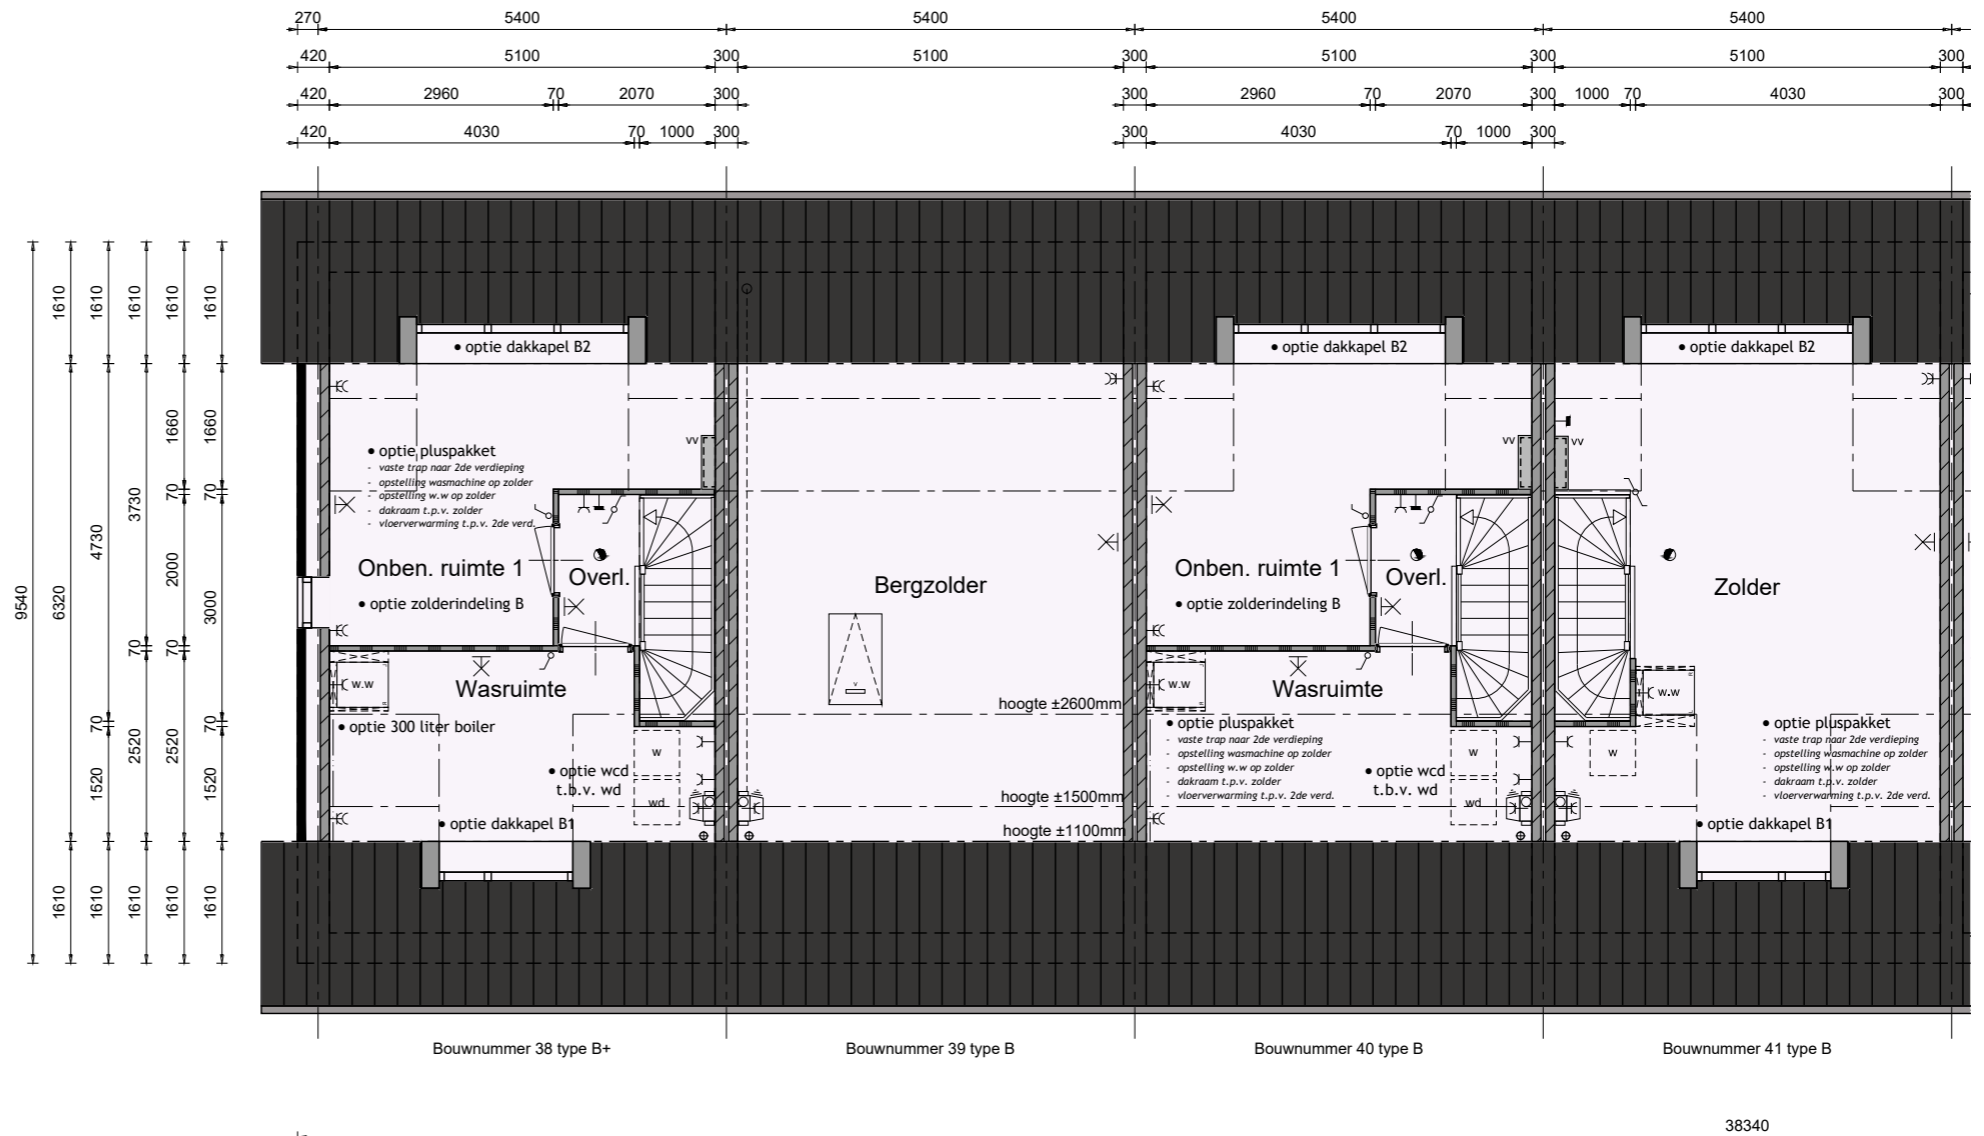 270 5400 5400 5400 5400
420 5100 300 5100 300 5100 300 5100 300
420 2960 70 2070 300 300 2960 70 2070 300 1000 70 4030 300
420 4030 70 1000 300 300 4030 70 1000 300
9540
1610 6320 1610
1610 4730 70 1520 1610
3730 70 2520 1610
1610 1660 70 2000 70 2520 1610
1610 1660 70 3000 70 1520 1610
• optie dakkapel B2
vv
• optie pluspakket
- vaste trap naar 2de verdieping
- opstelling wasmachine op zolder
- opstelling w.w op zolder
- dakraam t.p.v. zolder
- vloerverwarming t.p.v. 2de verd.
Onben. ruimte 1
Overl.
• optie zolderindeling B
w.w
Wasruimte
• optie 300 liter boiler
w
• optie wcd
t.b.v. wd
wd
• optie dakkapel B1
Bergzolder
v
hoogte ±2600mm
hoogte ±1500mm
hoogte ±1100mm
• optie dakkapel B2
vv
Onben. ruimte 1
Overl.
• optie zolderindeling B
w.w
Wasruimte
• optie pluspakket
- vaste trap naar 2de verdieping
- opstelling wasmachine op zolder
- opstelling w.w op zolder
- dakraam t.p.v. zolder
- vloerverwarming t.p.v. 2de verd.
w
• optie wcd
t.b.v. wd
wd
• optie dakkapel B2
vv
Zolder
w.w
w
• optie pluspakket
- vaste trap naar 2de verdieping
- opstelling wasmachine op zolder
- opstelling w.w op zolder
- dakraam t.p.v. zolder
- vloerverwarming t.p.v. 2de verd.
• optie dakkapel B1
Bouwnummer 38 type B+
Bouwnummer 39 type B
Bouwnummer 40 type B
Bouwnummer 41 type B
38340